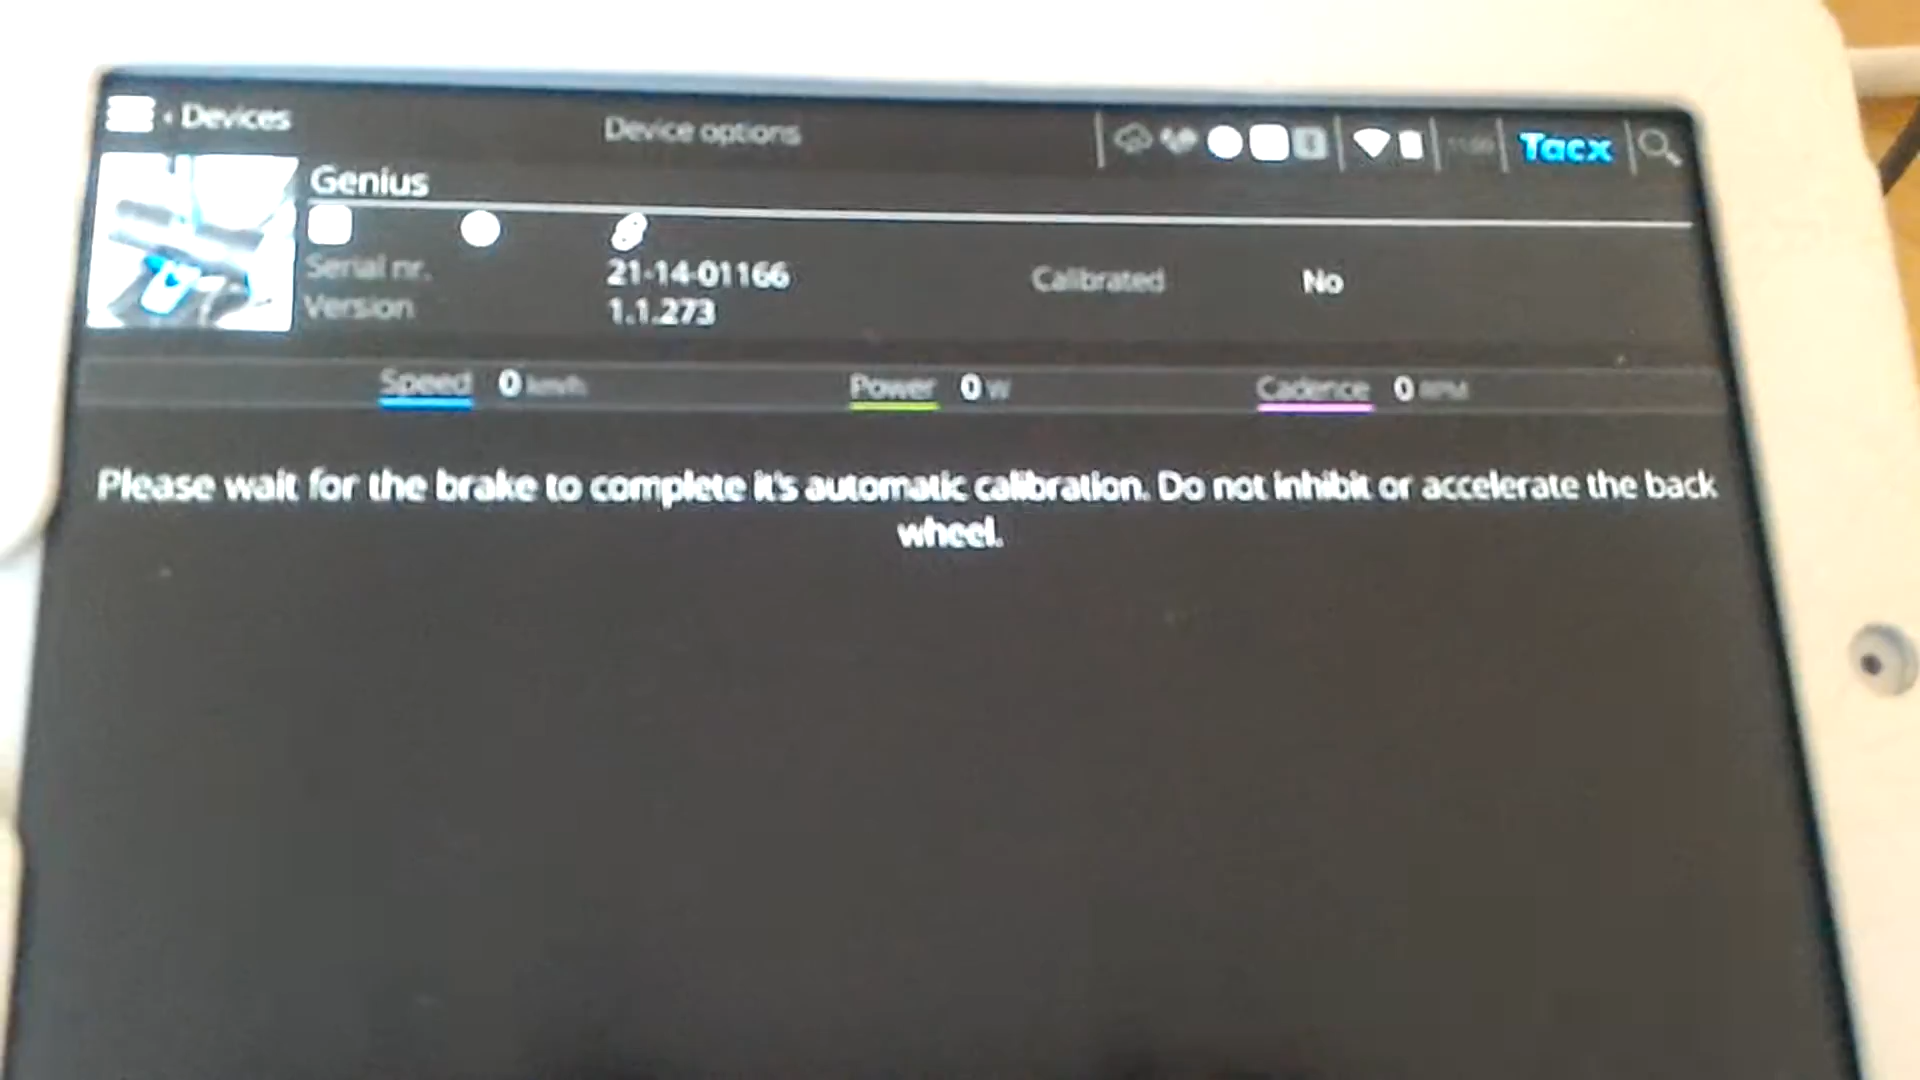 ‹ Devices
Device options
Tacx
Genius
Serial nr.
21-14-01166
Calibrated
No
Version
1.1.273
Speed 0 km/h
Power 0 W
Cadence 0 RPM
Please wait for the brake to complete it's automatic calibration. Do not inhibit or accelerate the back
wheel.